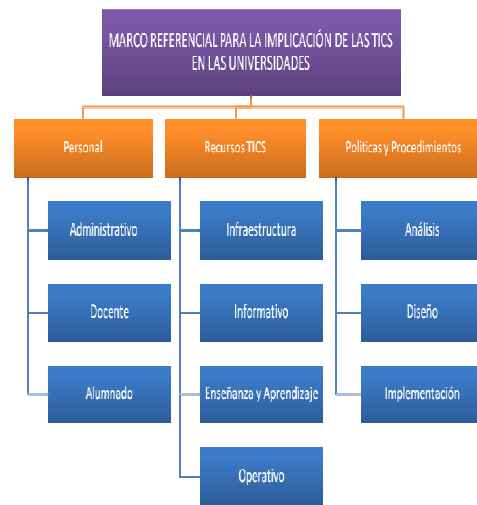 MARCO REFERENCIAL PARA LA IMPLICACIÓN DE LAS TICS
EN LAS UNIVERSIDADES
Personal
Recursos TICS
Politicas y Procedimientos
Administrativo
Infraestructura
Análisis
Docente
Informativo
Diseño
Alumnado
Enseñanza y Aprendizaje
Implementación
Operativo